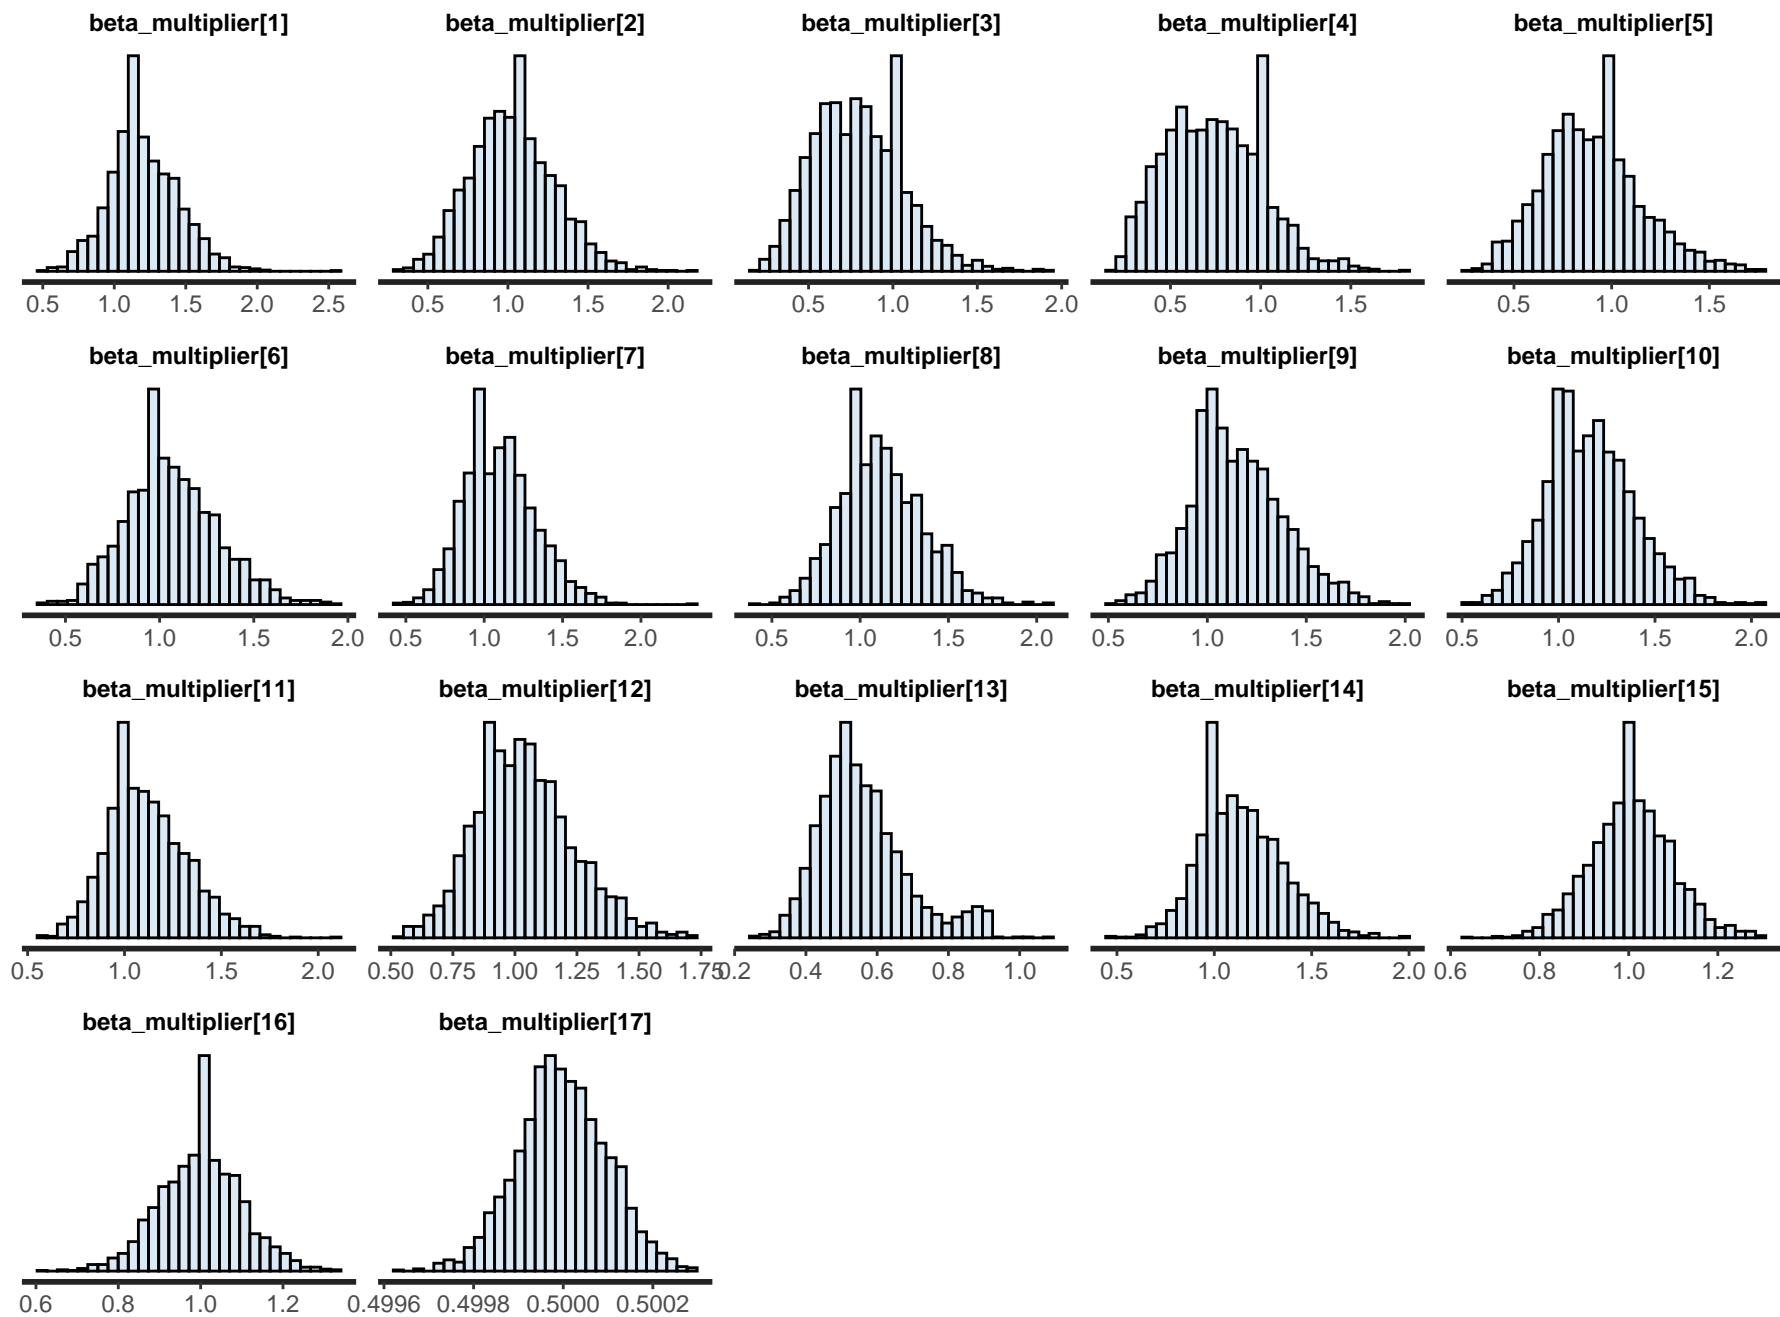 beta_multiplier[1] beta_multiplier[2] beta_multiplier[3] beta_multiplier[4] beta_multiplier[5]
0.5 1.0 1.5 2.0 2.5 0.5 1.0 1.5 2.0 0.5 1.0 1.5 2.0 0.5 1.0 1.5 0.5 1.0 1.5
beta_multiplier[6] beta_multiplier[7] beta_multiplier[8] beta_multiplier[9] beta_multiplier[10]
0.5 1.0 1.5 2.0 0.5 1.0 1.5 2.0 0.5 1.0 1.5 2.0 0.5 1.0 1.5 2.0 0.5 1.0 1.5 2.0
beta_multiplier[11] beta_multiplier[12] beta_multiplier[13] beta_multiplier[14] beta_multiplier[15]
0.5 1.0 1.5 2.0 0.50 0.75 1.00 1.25 1.50 1.75 0.2 0.4 0.6 0.8 1.0 0.5 1.0 1.5 2.0 0.6 0.8 1.0 1.2
beta_multiplier[16] beta_multiplier[17]
0.6 0.8 1.0 1.2 0.4996 0.4998 0.5000 0.5002